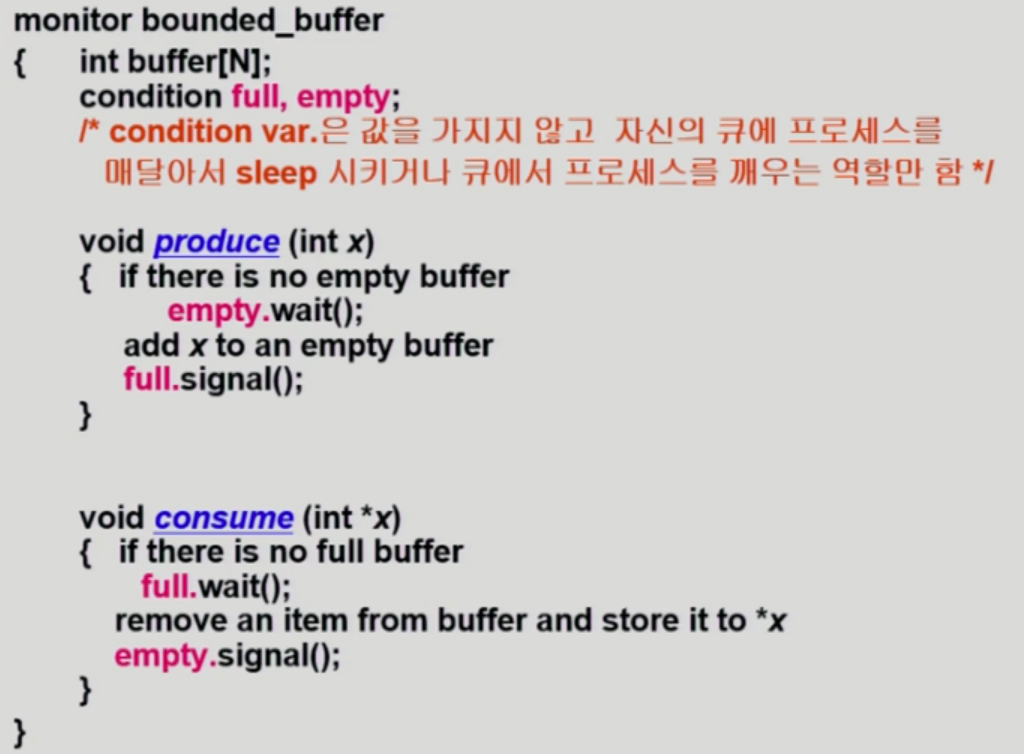 monitor bounded_buffer
{ int buffer[N];
condition full, empty;
/* condition var.은 값을 가지지 않고 자신의 큐에 프로세스를
매달아서 sleep 시키거나 큐에서 프로세스를 깨우는 역할만 함 */
void produce (int x)
{ if there is no empty buffer
empty.wait();
add x to an empty buffer
full.signal();
}
void consume (int *x)
{ if there is no full buffer
full.wait();
remove an item from buffer and store it to *x
empty.signal();
}
}